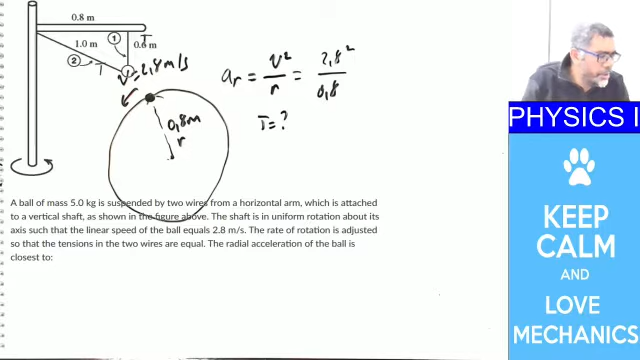 0.8 m
T
1
1.0 m
0.6 m
2
T
v = 2,8 m/s
0,8m
r
a_r = v²/r = 2,8²/0,8
T = ?
PHYSICS I
A ball of mass 5.0 kg is suspended by two wires from a horizontal arm, which is attached
to a vertical shaft, as shown in the figure above. The shaft is in uniform rotation about its
axis such that the linear speed of the ball equals 2.8 m/s. The rate of rotation is adjusted
so that the tensions in the two wires are equal. The radial acceleration of the ball is
closest to:
KEEP
CALM
AND
LOVE
MECHANICS